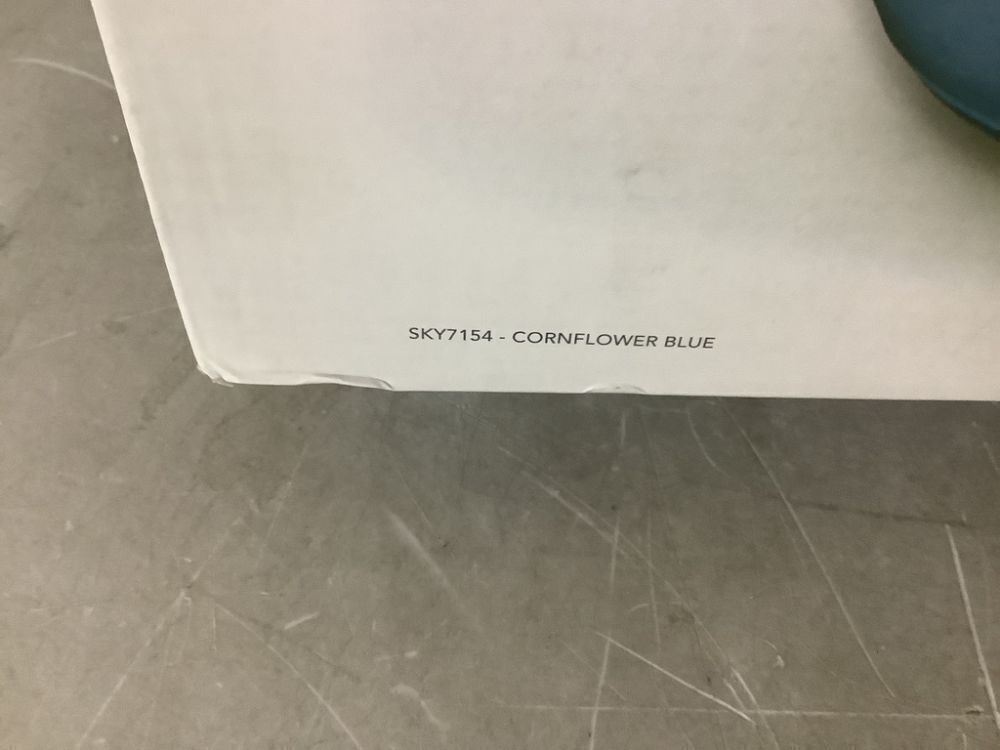 SKY7154 - CORNFLOWER BLUE